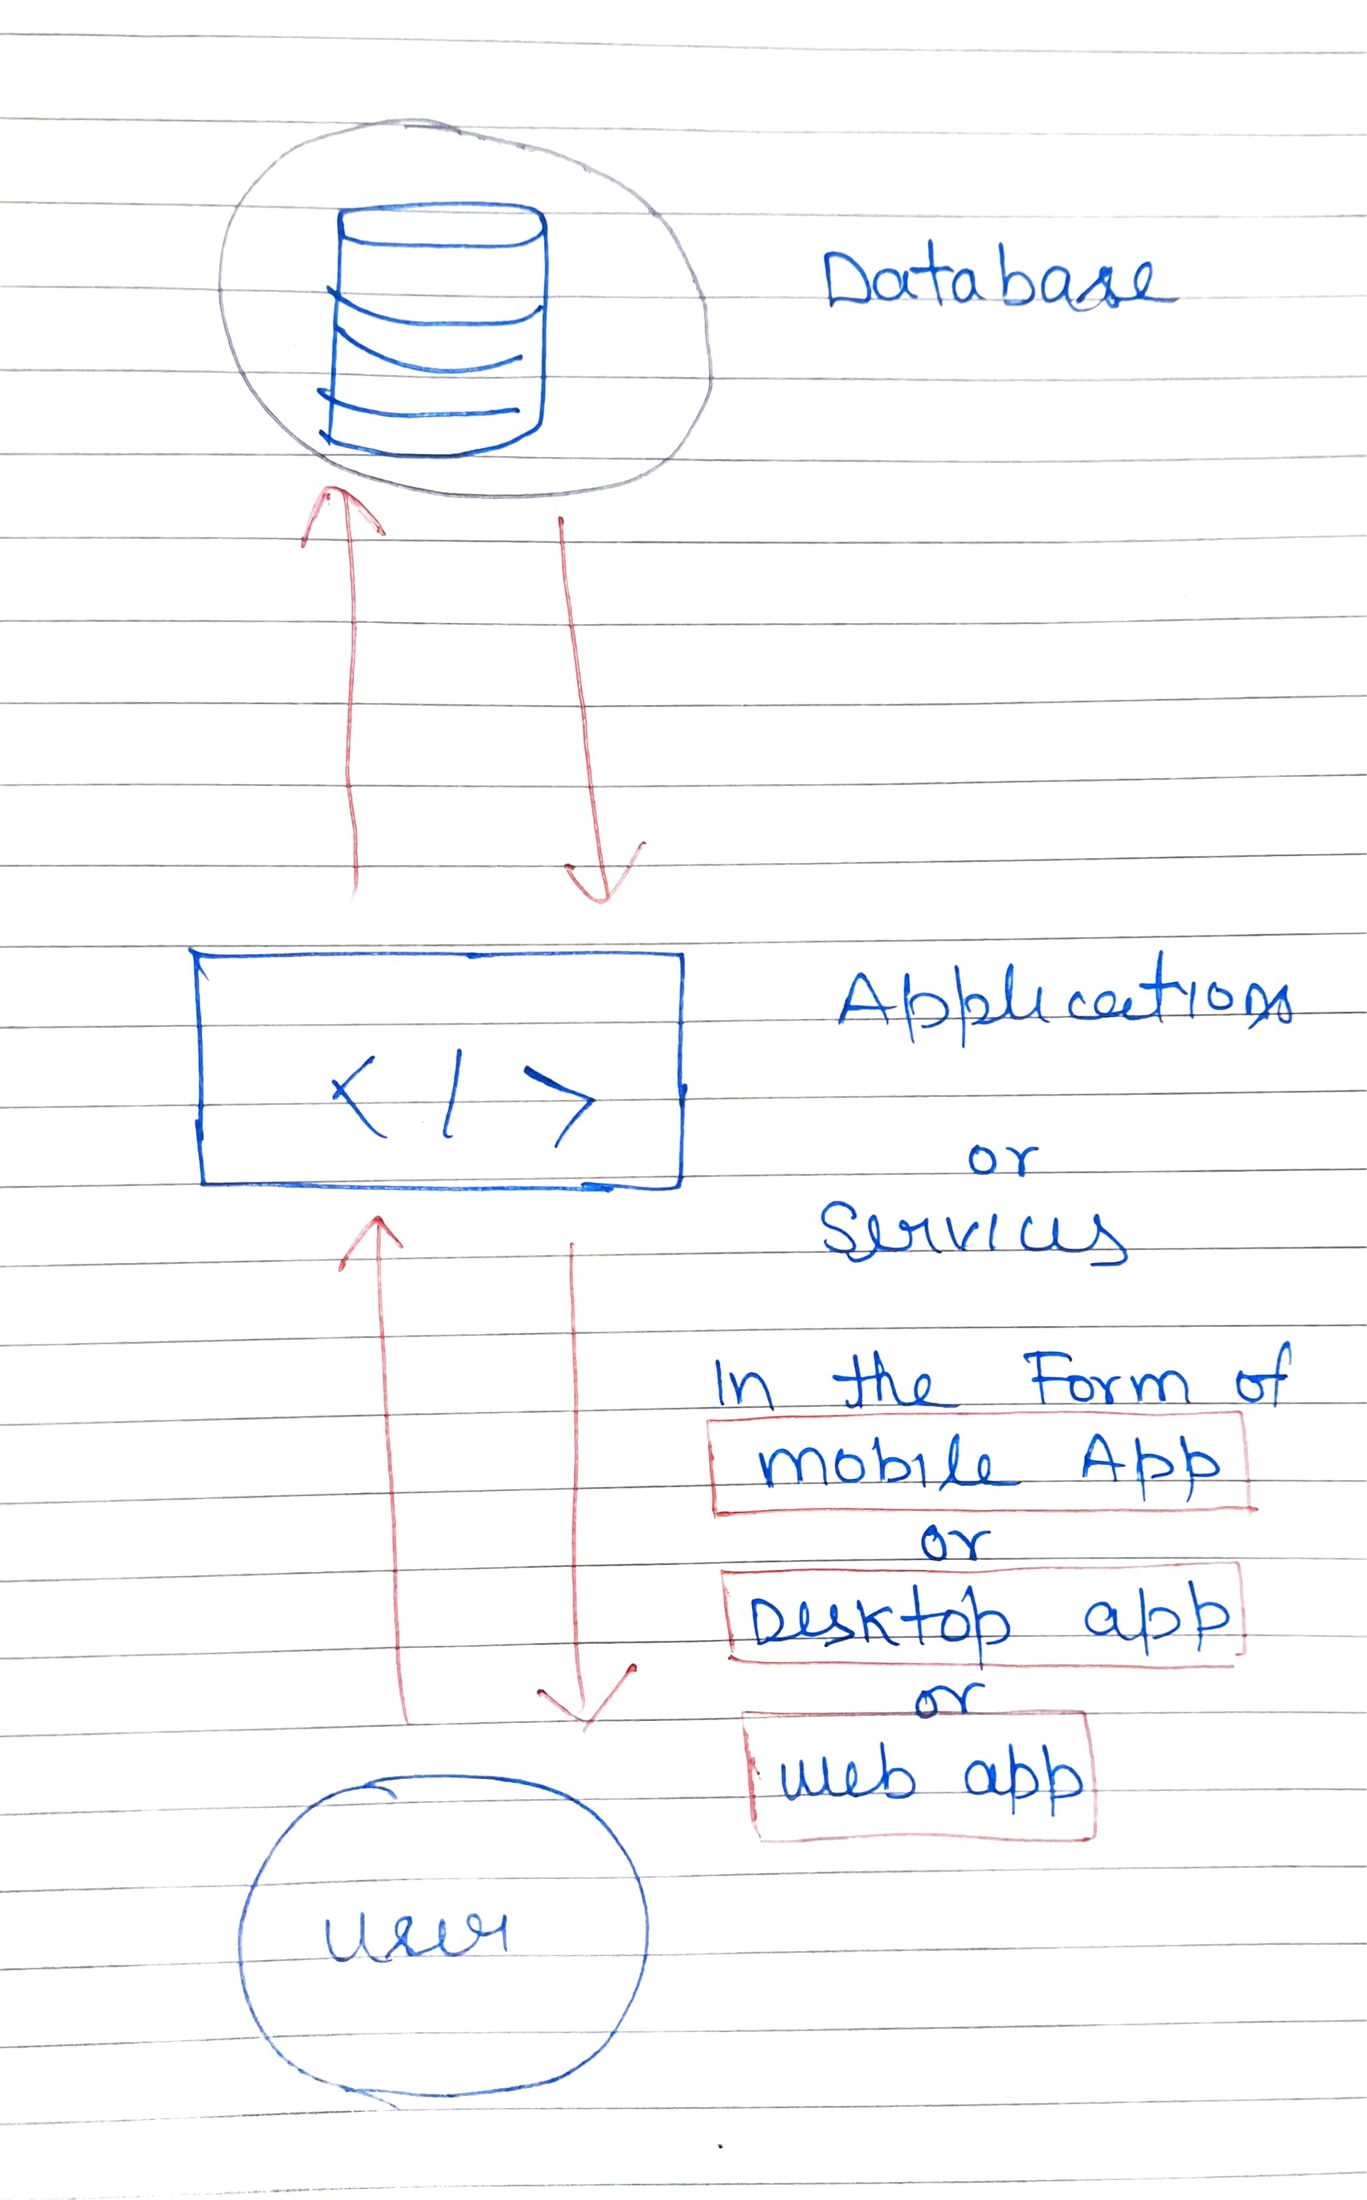 Database
</>
Applications
or
Services
In the Form of
mobile App
or
Desktop app
or
web app
user